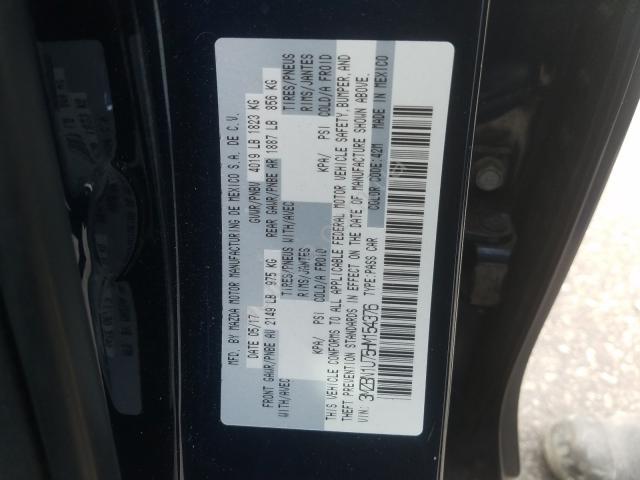 MFD. BY MAZDA MOTOR MANUFACTURING DE MEXICO S.A. DE C.V.
DATE 05/17 GVWR/PNBV 4019 LB 1823 KG
FRONT GAWR/PNBE AV 2149 LB 975 KG REAR GAWR/PNBE AR 1887 LB 856 KG
WITH/AVEC TIRES/PNEUS WITH/AVEC TIRES/PNEUS
RIMS/JANTES RIMS/JANTES
KPA/ PSI COLD/A FROID KPA/ PSI COLD/A FROID
THIS VEHICLE CONFORMS TO ALL APPLICABLE FEDERAL MOTOR VEHICLE SAFETY, BUMPER, AND
THEFT PREVENTION STANDARDS IN EFFECT ON THE DATE OF MANUFACTURE SHOWN ABOVE.
VIN: TYPE:PASS CAR COLOR CODE:42M MADE IN MEXICO